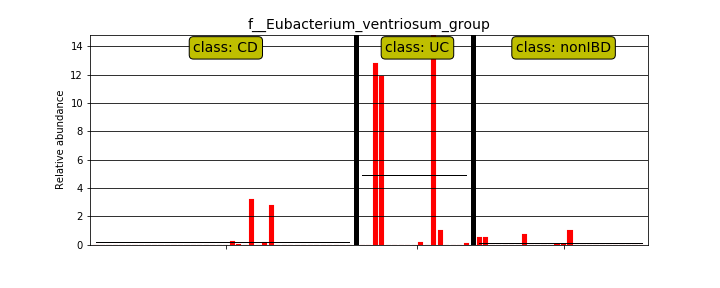 f__Eubacterium_ventriosum_group
class: CD
class: UC
class: nonIBD
Relative abundance
14
12
10
8
6
4
2
0